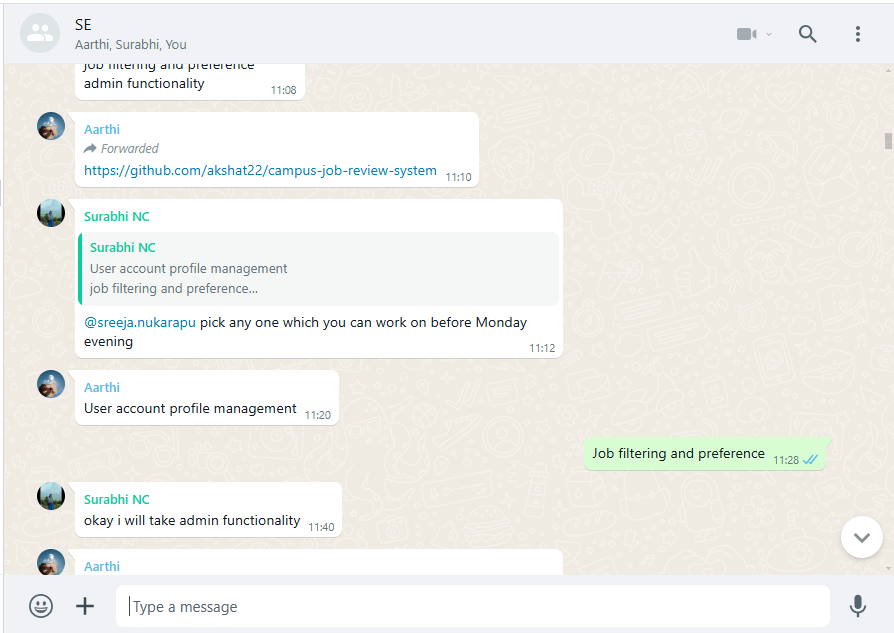 SE
Aarthi, Surabhi, You
job filtering and preference
admin functionality
11:08
Aarthi
Forwarded
https://github.com/akshat22/campus-job-review-system
11:10
Surabhi NC
Surabhi NC
User account profile management
job filtering and preference...
@sreeja.nukarapu pick any one which you can work on before Monday
evening
11:12
Aarthi
User account profile management
11:20
Job filtering and preference
11:28
Surabhi NC
okay i will take admin functionality
11:40
Aarthi
Type a message